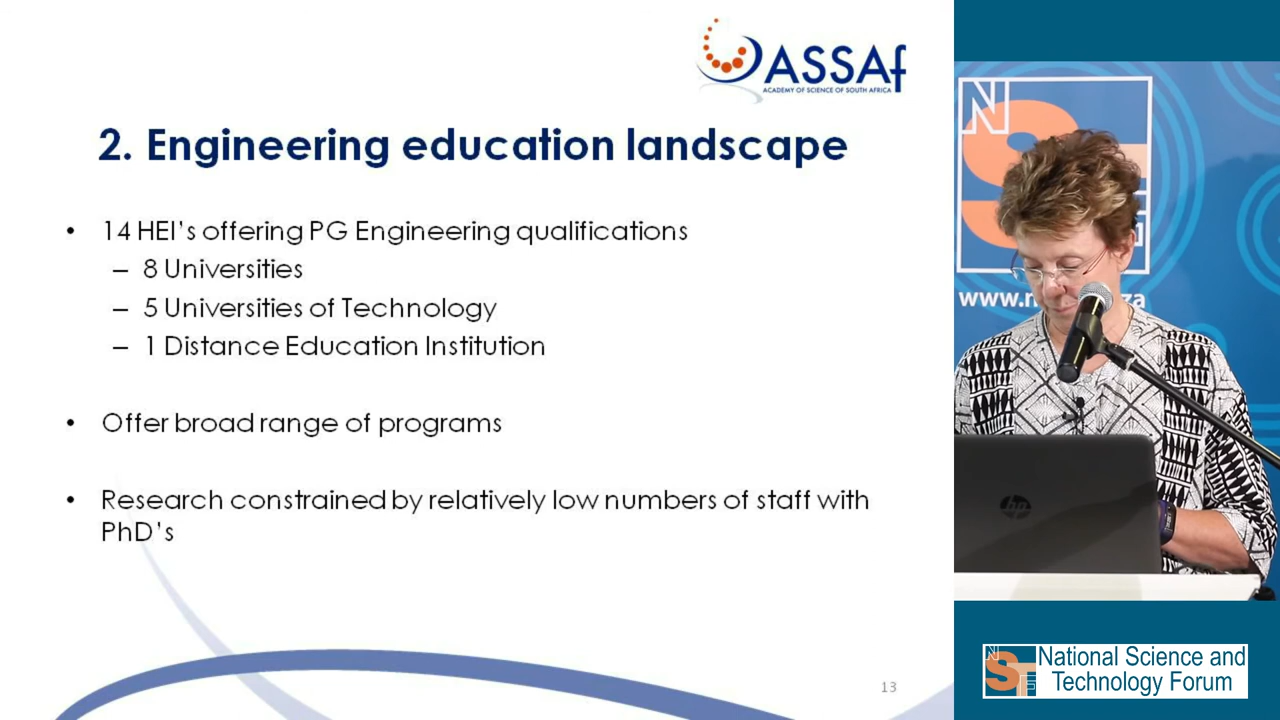 ASSAf
ACADEMY OF SCIENCE OF SOUTH AFRICA
2. Engineering education landscape
• 14 HEI's offering PG Engineering qualifications
– 8 Universities
– 5 Universities of Technology
– 1 Distance Education Institution
• Offer broad range of programs
• Research constrained by relatively low numbers of staff with
PhD's
13
N
S
www.n
za
hp
NSTF
National Science and
Technology Forum